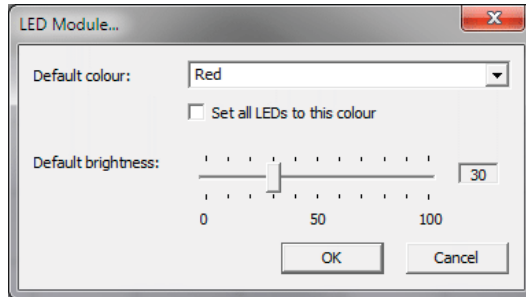 LED Module...
Default colour: Red
Set all LEDs to this colour
Default brightness: 30
0 50 100
OK Cancel